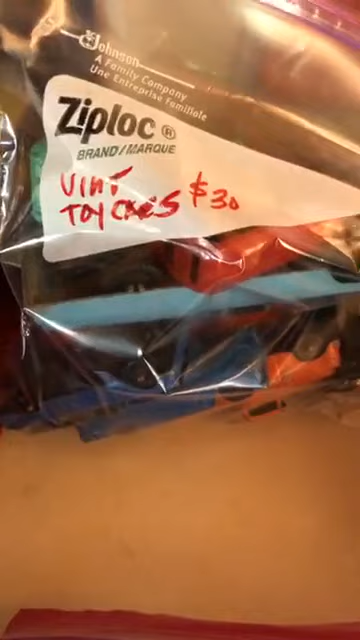 SC Johnson
A Family Company
Une Entreprise Familiale
Ziploc®
BRAND/MARQUE
VINT $30
TOY CARS